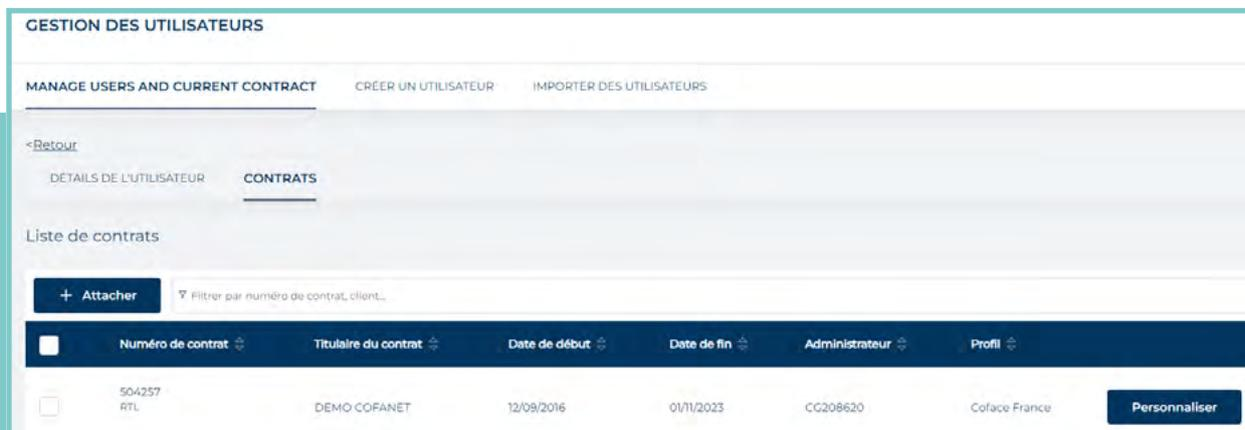 GESTION DES UTILISATEURS
MANAGE USERS AND CURRENT CONTRACT CRÉER UN UTILISATEUR IMPORTER DES UTILISATEURS
<Retour
DÉTAILS DE L'UTILISATEUR CONTRATS
Liste de contrats
+ Attacher Filtrer par numéro de contrat, client...
Numéro de contrat Titulaire du contrat Date de début Date de fin Administrateur Profil
504257
RTL DEMO COFANET 12/09/2016 01/11/2023 CG208620 Coface France Personnaliser